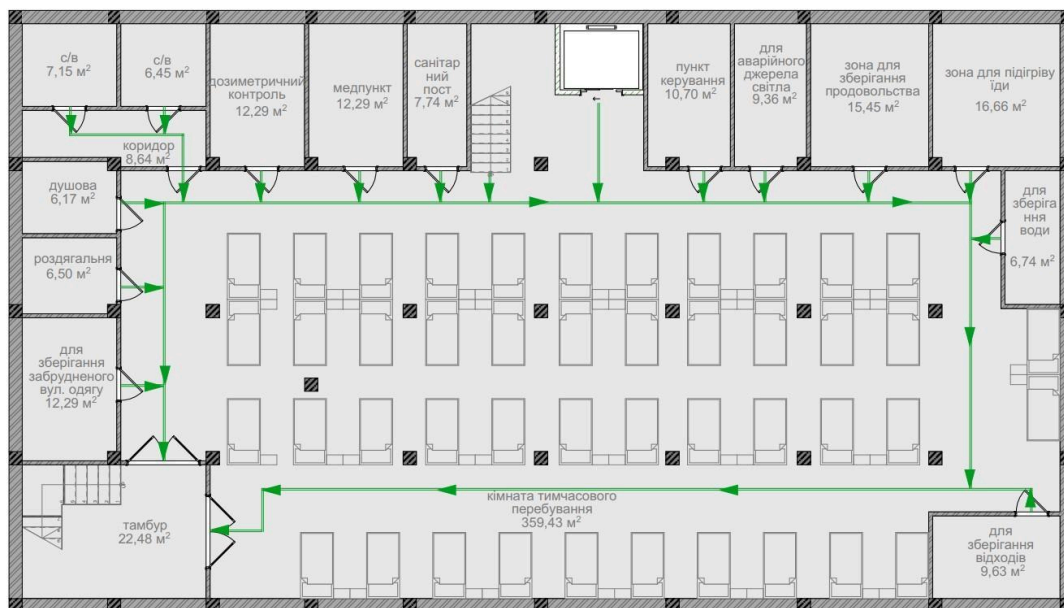 с/в
7,15 м²
с/в
6,45 м²
дозиметричний
контроль
12,29 м²
медпункт
12,29 м²
санітар
ний
пост
7,74 м²
пункт
керування
10,70 м²
для
аварійного
джерела
світла
9,36 м²
зона для
зберігання
продовольства
15,45 м²
зона для підігріву
їди
16,66 м²
коридор
8,64 м²
душова
6,17 м²
роздягальня
6,50 м²
для
зберіга
ння
води
6,74 м²
для
зберігання
забрудненого
вул. одягу
12,29 м²
тамбур
22,48 м²
кімната тимчасового
перебування
359,43 м²
для
зберігання
відходів
9,63 м²